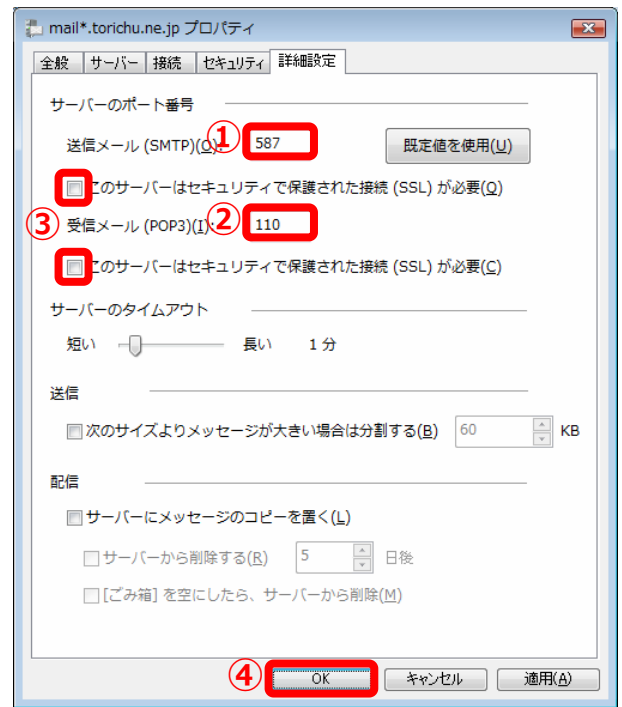 mail*.torichu.ne.jp プロパティ
全般 サーバー 接続 セキュリティ 詳細設定
サーバーのポート番号
送信メール (SMTP)(O): ① 587 既定値を使用(U)
このサーバーはセキュリティで保護された接続 (SSL) が必要(Q)
③ 受信メール (POP3)(I): ② 110
このサーバーはセキュリティで保護された接続 (SSL) が必要(C)
サーバーのタイムアウト
短い 長い 1 分
送信
次のサイズよりメッセージが大きい場合は分割する(B) 60 KB
配信
サーバーにメッセージのコピーを置く(L)
サーバーから削除する(R) 5 日後
[ごみ箱] を空にしたら、サーバーから削除(M)
④ OK キャンセル 適用(A)